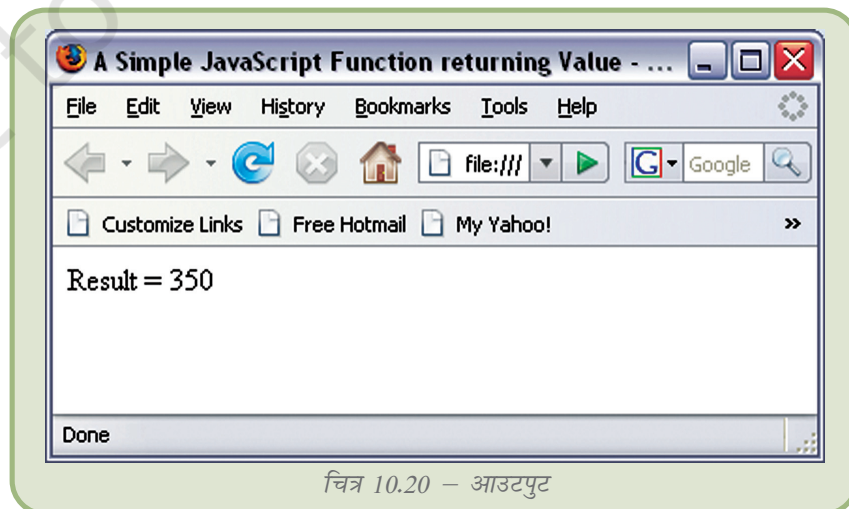 A Simple JavaScript Function returning Value - ...
File Edit View History Bookmarks Tools Help
file:/// G Google
Customize Links Free Hotmail My Yahoo! »
Result = 350
Done
चित्र 10.20 – आउटपुट